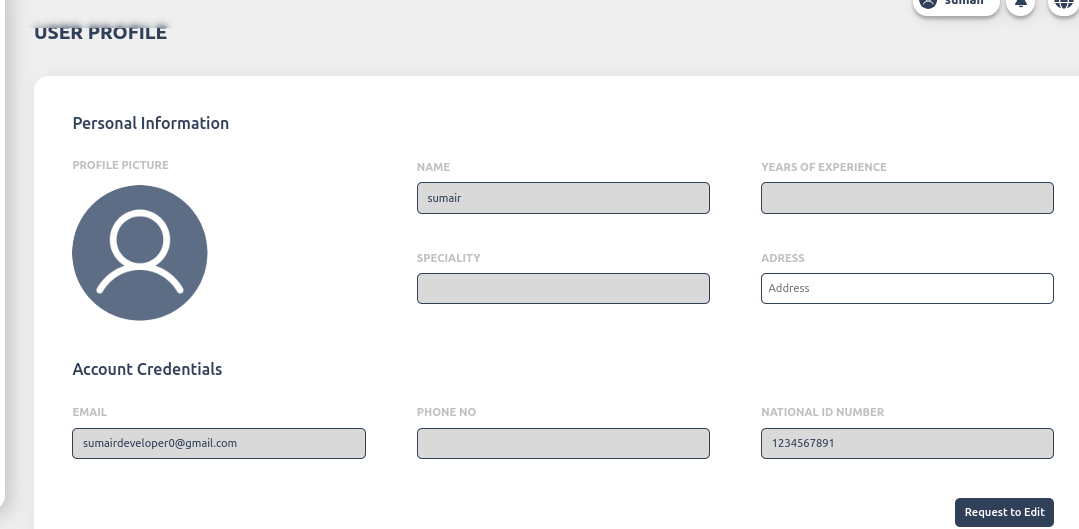 sumair
USER PROFILE
Personal Information
PROFILE PICTURE
NAME
YEARS OF EXPERIENCE
sumair
SPECIALITY
ADRESS
Address
Account Credentials
EMAIL
PHONE NO
NATIONAL ID NUMBER
sumairdeveloper0@gmail.com
1234567891
Request to Edit